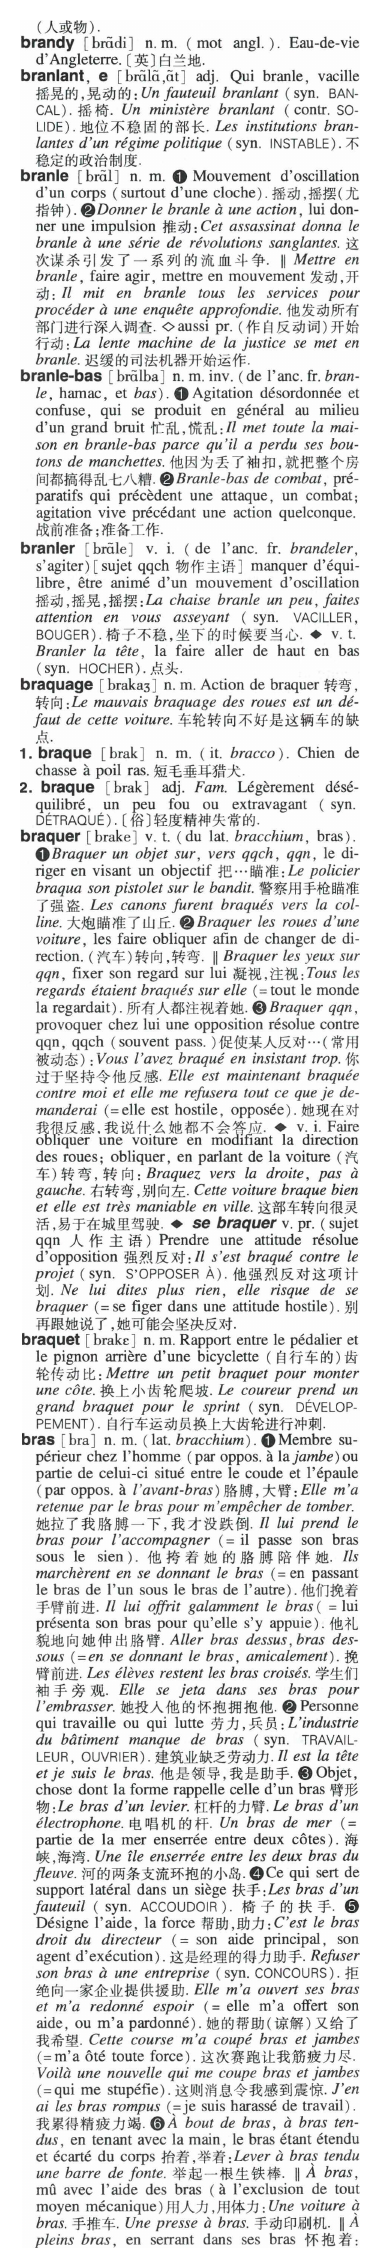 (人或物).
brandy [brãdi] n. m. ( mot angl. ). Eau-de-vie
d'Angleterre. 〔英〕白兰地.
branlant, e [brãlã,ãt] adj. Qui branle, vacille
摇晃的,晃动的:Un fauteuil branlant ( syn. BAN-
CAL). 摇椅. Un ministère branlant ( contr. SO-
LIDE). 地位不稳固的部长. Les institutions bran-
lantes d'un régime politique ( syn. INSTABLE). 不
稳定的政治制度.
branle [brãl] n. m. ❶ Mouvement d'oscillation
d'un corps (surtout d'une cloche). 摇动,摇摆(尤
指钟). ❷Donner le branle à une action, lui don-
ner une impulsion 推动:Cet assassinat donna le
branle à une série de révolutions sanglantes. 这
次谋杀引发了一系列的流血斗争. ‖ Mettre en
branle, faire agir, mettre en mouvement 发动,开
动: Il mit en branle tous les services pour
procéder à une enquête approfondie. 他发动所有
部门进行深入调查. ◇aussi pr. (作自反动词)开始
行动:La lente machine de la justice se met en
branle. 迟缓的司法机器开始运作.
branle-bas [brãlba] n. m. inv. (de l'anc. fr. bran-
le, hamac, et bas). ❶ Agitation désordonnée et
confuse, qui se produit en général au milieu
d'un grand bruit 忙乱,慌乱:Il met toute la mai-
son en branle-bas parce qu'il a perdu ses bou-
tons de manchettes. 他因为丢了袖扣,就把整个房
间都搞得乱七八糟. ❷Branle-bas de combat, pré-
paratifs qui précèdent une attaque, un combat;
agitation vive précédant une action quelconque.
战前准备;准备工作.
branler [brãle] v. i. ( de l'anc. fr. brandeler,
s'agiter)[sujet qqch 物作主语] manquer d'équi-
libre, être animé d'un mouvement d'oscillation
摇动,摇晃,摇摆:La chaise branle un peu, faites
attention en vous asseyant ( syn. VACILLER,
BOUGER). 椅子不稳,坐下的时候要当心. ◆ v. t.
Branler la tête, la faire aller de haut en bas
(syn. HOCHER). 点头.
braquage [brakaʒ] n. m. Action de braquer 转弯,
转向:Le mauvais braquage des roues est un dé-
faut de cette voiture. 车轮转向不好是这辆车的缺
点.
1. braque [brak] n. m. ( it. bracco). Chien de
chasse à poil ras. 短毛垂耳猎犬.
2. braque [brak] adj. Fam. Légèrement désé-
quilibré, un peu fou ou extravagant ( syn.
DÉTRAQUÉ). 〔俗〕轻度精神失常的.
braquer [brake] v. t. (du lat. bracchium, bras).
❶Braquer un objet sur, vers qqch, qqn, le di-
riger en visant un objectif 把…瞄准:Le policier
braqua son pistolet sur le bandit. 警察用手枪瞄准
了强盗. Les canons furent braqués vers la col-
line. 大炮瞄准了山丘. ❷Braquer les roues d'une
voiture, les faire obliquer afin de changer de di-
rection. (汽车)转向,转弯. ‖ Braquer les yeux sur
qqn, fixer son regard sur lui 凝视,注视:Tous les
regards étaient braqués sur elle (=tout le monde
la regardait). 所有人都注视着她. ❸Braquer qqn,
provoquer chez lui une opposition résolue contre
qqn, qqch (souvent pass. )促使某人反对…(常用
被动态):Vous l'avez braqué en insistant trop. 你
过于坚持令他反感. Elle est maintenant braquée
contre moi et elle me refusera tout ce que je de-
manderai (=elle est hostile, opposée). 她现在对
我很反感,我说什么她都不会答应. ◆ v. i. Faire
obliquer une voiture en modifiant la direction
des roues; obliquer, en parlant de la voiture (汽
车)转弯, 转向: Braquez vers la droite, pas à
gauche. 右转弯,别向左. Cette voiture braque bien
et elle est très maniable en ville. 这部车转向很灵
活,易于在城里驾驶. ◆ se braquer v. pr. ( sujet
qqn 人作主语) Prendre une attitude résolue
d'opposition 强烈反对:Il s'est braqué contre le
projet ( syn. S'OPPOSER À). 他强烈反对这项计
划. Ne lui dites plus rien, elle risque de se
braquer (=se figer dans une attitude hostile). 别
再跟她说了,她可能会坚决反对.
braquet [brake] n. m. Rapport entre le pédalier et
le pignon arrière d'une bicyclette (自行车的)齿
轮传动比:Mettre un petit braquet pour monter
une côte. 换上小齿轮爬坡. Le coureur prend un
grand braquet pour le sprint ( syn. DÉVELOP-
PEMENT). 自行车运动员换上大齿轮进行冲刺.
bras [bra] n. m. (lat. bracchium). ❶Membre su-
périeur chez l'homme (par oppos. à la jambe)ou
partie de celui-ci situé entre le coude et l'épaule
(par oppos. à l'avant-bras)胳膊,大臂:Elle m'a
retenue par le bras pour m'empêcher de tomber.
她拉了我胳膊一下,我才没跌倒. Il lui prend le
bras pour l'accompagner (= il passe son bras
sous le sien). 他挎着她的胳膊陪伴她. Ils
marchèrent en se donnant le bras (=en passant
le bras de l'un sous le bras de l'autre). 他们挽着
手臂前进. Il lui offrit galamment le bras( = lui
présenta son bras pour qu'elle s'y appuie). 他礼
貌地向她伸出胳臂. Aller bras dessus, bras des-
sous (=en se donnant le bras, amicalement). 挽
臂前进. Les élèves restent les bras croisés. 学生们
袖手旁观. Elle se jeta dans ses bras pour
l'embrasser. 她投入他的怀抱拥抱他. ❷Personne
qui travaille ou qui lutte 劳力,兵员:L'industrie
du bâtiment manque de bras ( syn. TRAVAIL-
LEUR, OUVRIER). 建筑业缺乏劳动力. Il est la tête
et je suis le bras. 他是领导,我是助手. ❸Objet,
chose dont la forme rappelle celle d'un bras 臂形
物:Le bras d'un levier. 杠杆的力臂. Le bras d'un
électrophone. 电唱机的杆. Un bras de mer (=
partie de la mer enserrée entre deux côtes). 海
峡,海湾. Une île enserrée entre les deux bras du
fleuve. 河的两条支流环抱的小岛. ❹Ce qui sert de
support latéral dans un siège 扶手:Les bras d'un
fauteuil ( syn. ACCOUDOIR). 椅子的扶手. ❺
Désigne l'aide, la force 帮助,助力:C'est le bras
droit du directeur (= son aide principal, son
agent d'exécution). 这是经理的得力助手. Refuser
son bras à une entreprise (syn. CONCOURS). 拒
绝向一家企业提供援助. Elle m'a ouvert ses bras
et m'a redonné espoir (= elle m'a offert son
aide, ou m'a pardonné). 她的帮助(谅解)又给了
我希望. Cette course m'a coupé bras et jambes
(=m'a ôté toute force). 这次赛跑让我筋疲力尽.
Voilà une nouvelle qui me coupe bras et jambes
(=qui me stupéfie). 这则消息令我感到震惊. J'en
ai les bras rompus (=je suis harassé de travail).
我累得精疲力竭. ❻À bout de bras, à bras ten-
dus, en tenant avec la main, le bras étant étendu
et écarté du corps 抬着,举着:Lever à bras tendu
une barre de fonte. 举起一根生铁棒. ‖ À bras,
mû avec l'aide des bras (à l'exclusion de tout
moyen mécanique)用人力,用体力:Une voiture à
bras. 手推车. Une presse à bras. 手动印刷机. ‖ À
pleins bras, en serrant dans ses bras 怀抱着: